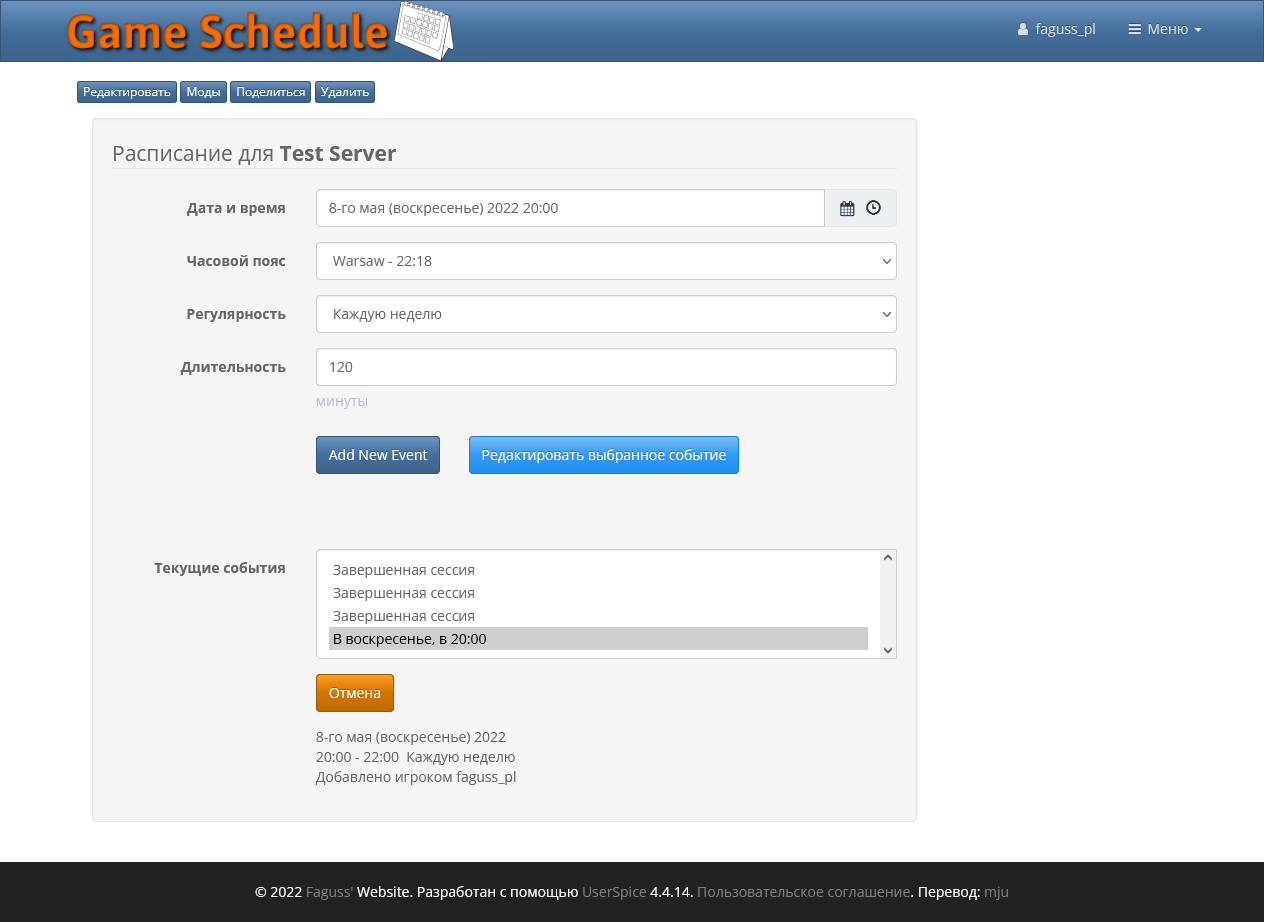 Game Schedule
faguss_pl
Меню
Редактировать Моды Поделиться Удалить
Расписание для Test Server
Дата и время 8-го мая (воскресенье) 2022 20:00
Часовой пояс Warsaw - 22:18
Регулярность Каждую неделю
Длительность 120
минуты
Add New Event Редактировать выбранное событие
Текущие события
Завершенная сессия
Завершенная сессия
Завершенная сессия
В воскресенье, в 20:00
Отмена
8-го мая (воскресенье) 2022
20:00 - 22:00 Каждую неделю
Добавлено игроком faguss_pl
© 2022 Faguss' Website. Разработан с помощью UserSpice 4.4.14. Пользовательское соглашение. Перевод: mju